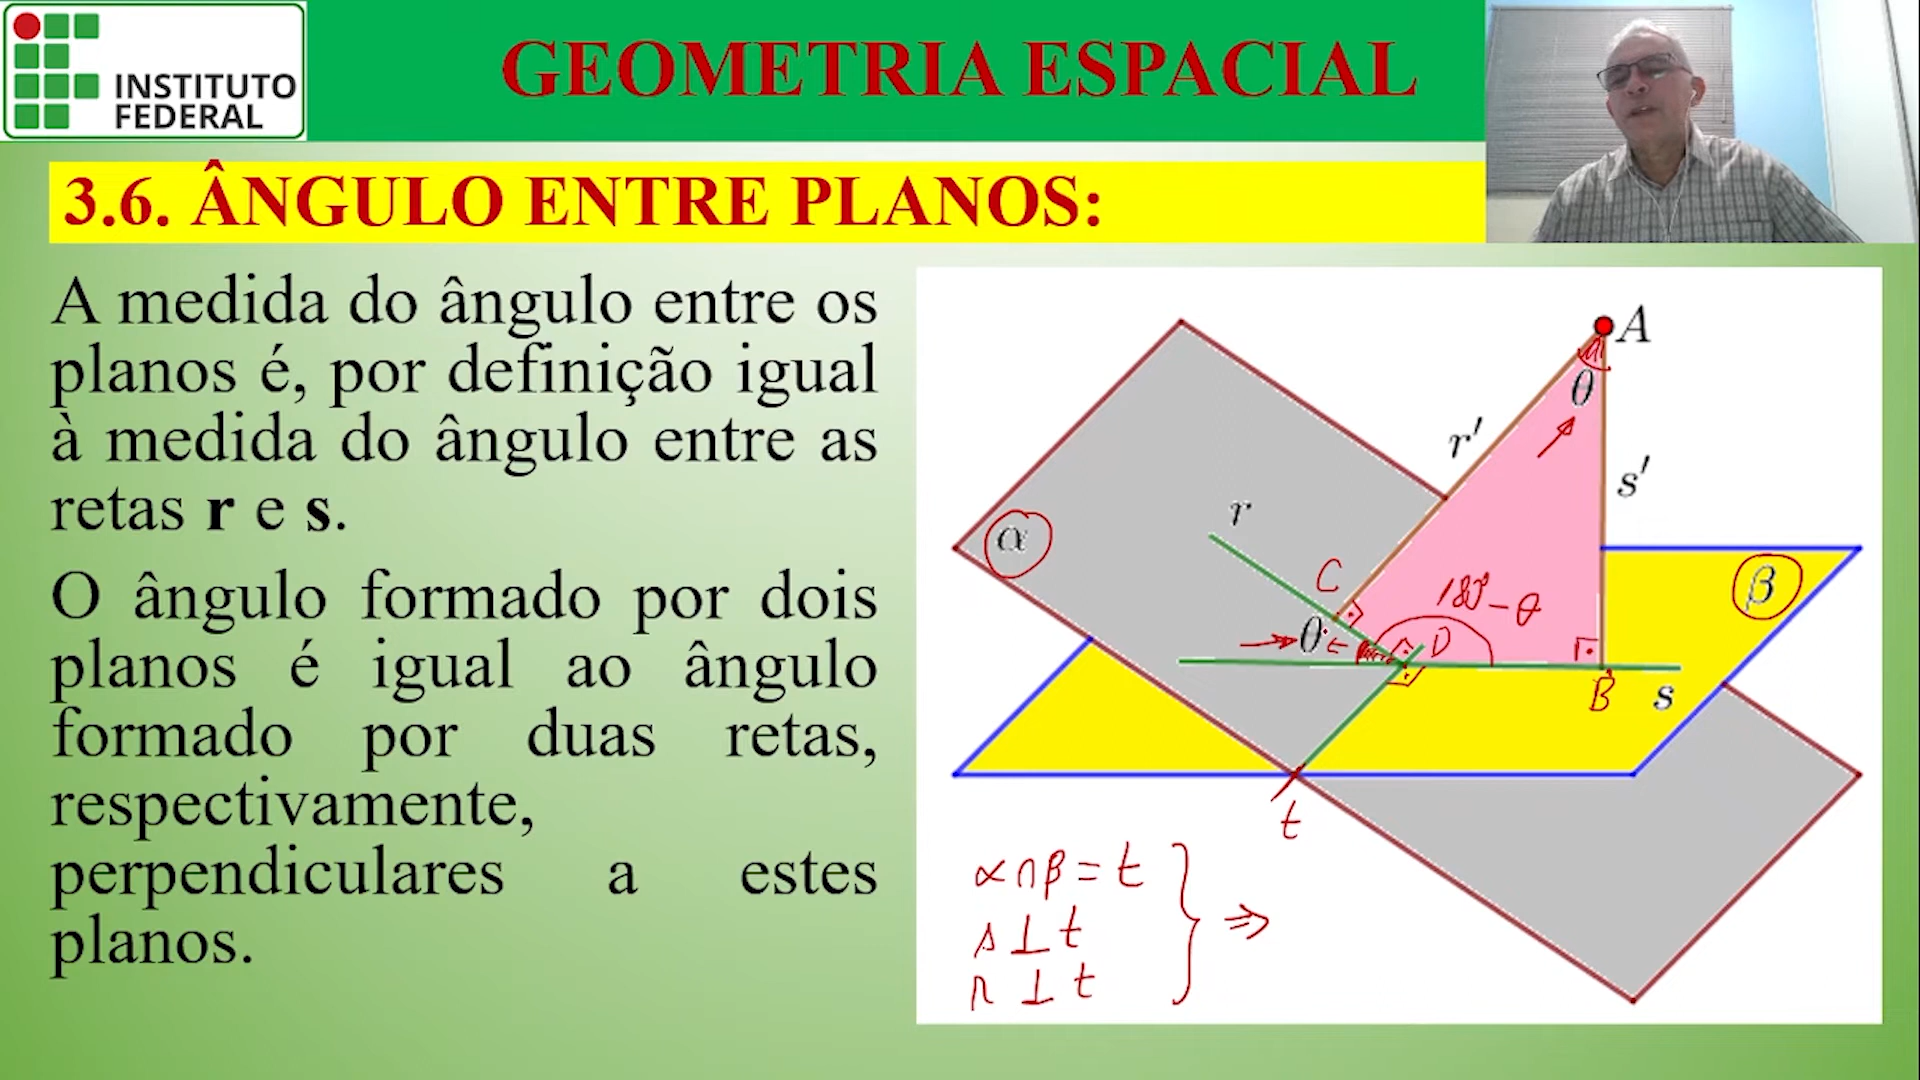 INSTITUTO
FEDERAL
GEOMETRIA ESPACIAL
3.6. ÂNGULO ENTRE PLANOS:
A medida do ângulo entre os
planos é, por definição igual
à medida do ângulo entre as
retas r e s.
O ângulo formado por dois
planos é igual ao ângulo
formado por duas retas,
respectivamente,
perpendiculares a estes
planos.
A
θ
r'
s'
r
α
C
β
180° - θ
θ
D
B
s
t
α ∩ β = t
s ⊥ t
r ⊥ t
} ⇒